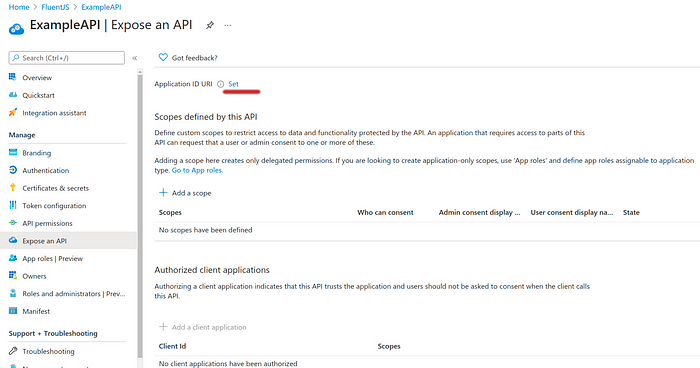 Home > FluentJS > ExampleAPI
ExampleAPI | Expose an API
Search (Ctrl+/)
Overview
Quickstart
Integration assistant
Manage
Branding
Authentication
Certificates & secrets
Token configuration
API permissions
Expose an API
App roles | Preview
Owners
Roles and administrators | Prev...
Manifest
Support + Troubleshooting
Troubleshooting
Got feedback?
Application ID URI Set
Scopes defined by this API
Define custom scopes to restrict access to data and functionality protected by the API. An application that requires access to parts of this
API can request that a user or admin consent to one or more of these.
Adding a scope here creates only delegated permissions. If you are looking to create application-only scopes, use 'App roles' and define app roles assignable to application
type. Go to App roles.
+ Add a scope
Scopes Who can consent Admin consent display ... User consent display na... State
No scopes have been defined
Authorized client applications
Authorizing a client application indicates that this API trusts the application and users should not be asked to consent when the client calls
this API.
+ Add a client application
Client Id Scopes
No client applications have been authorized